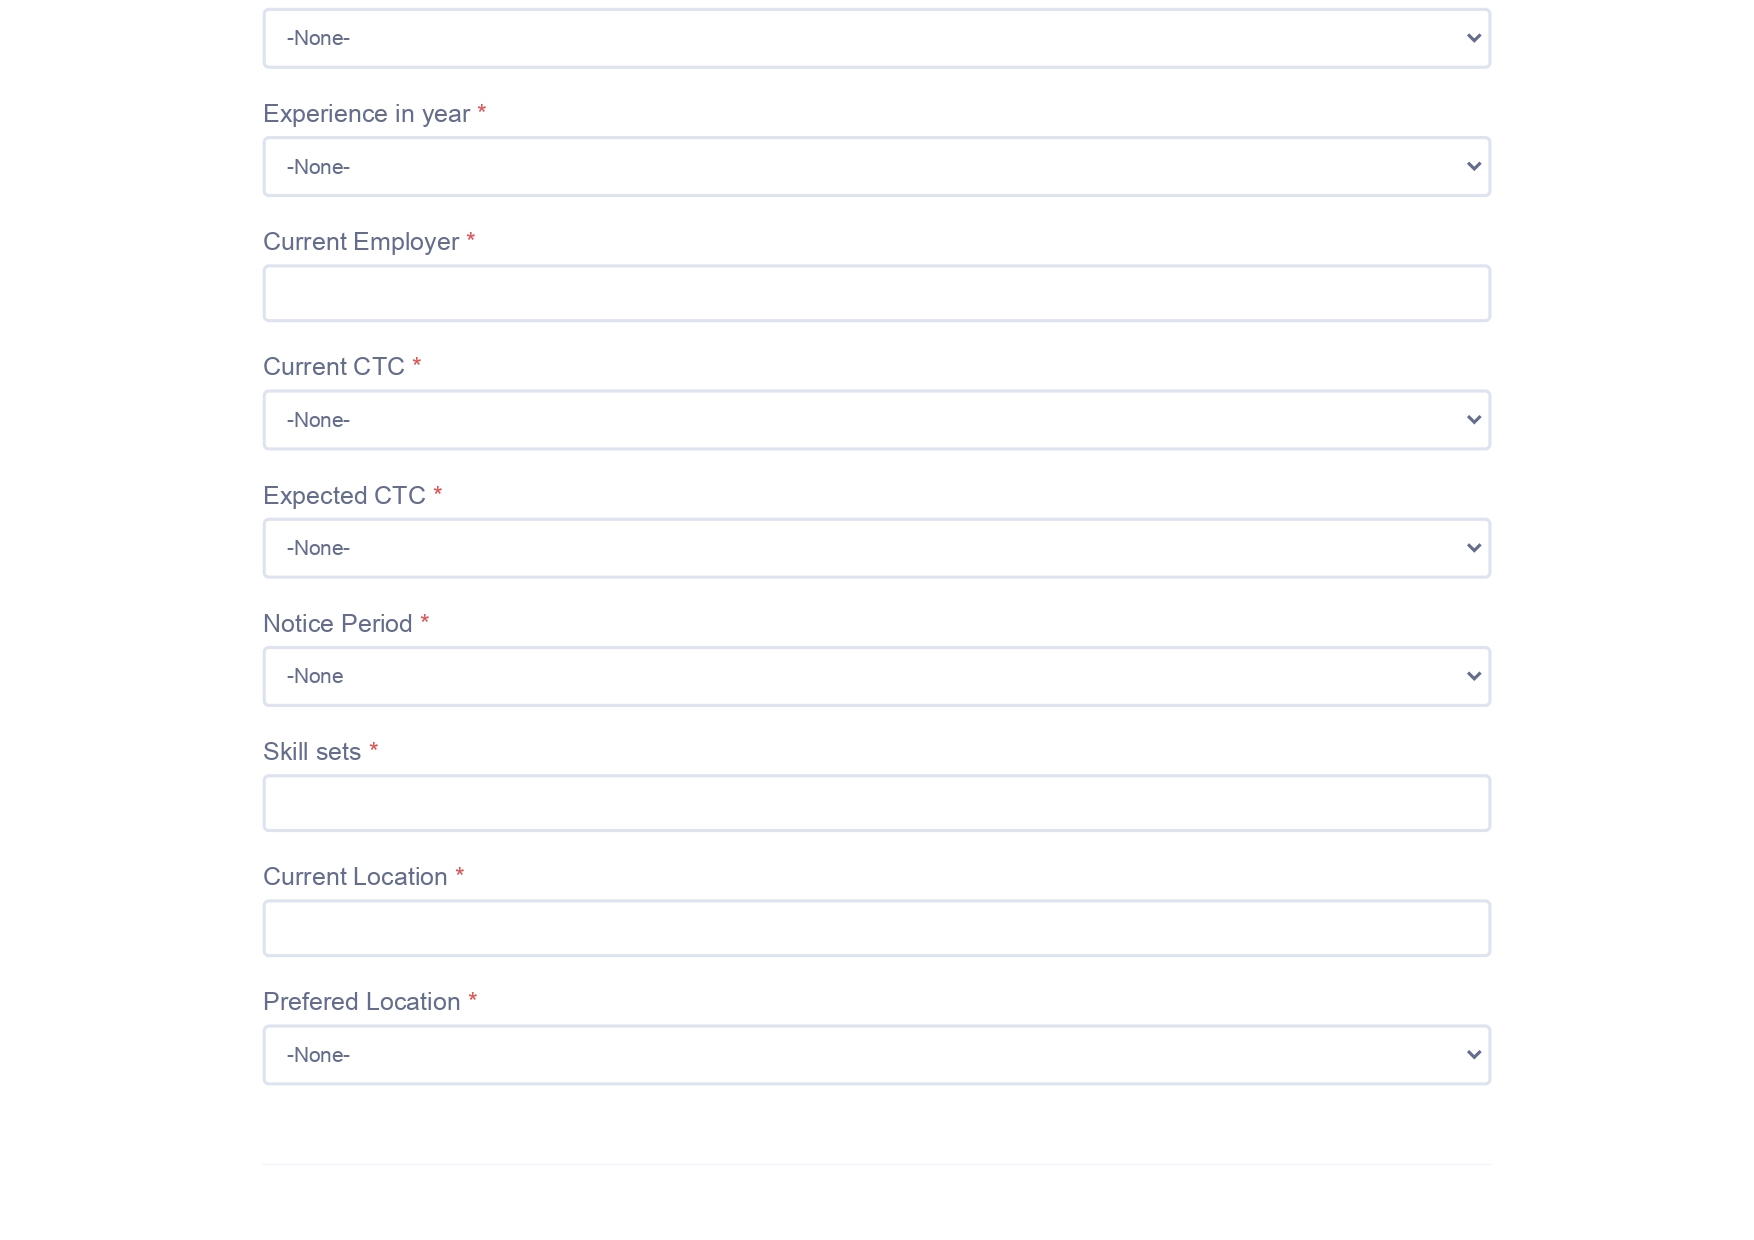 -None-
Experience in year *
-None-
Current Employer *
Current CTC *
-None-
Expected CTC *
-None-
Notice Period *
-None
Skill sets *
Current Location *
Prefered Location *
-None-